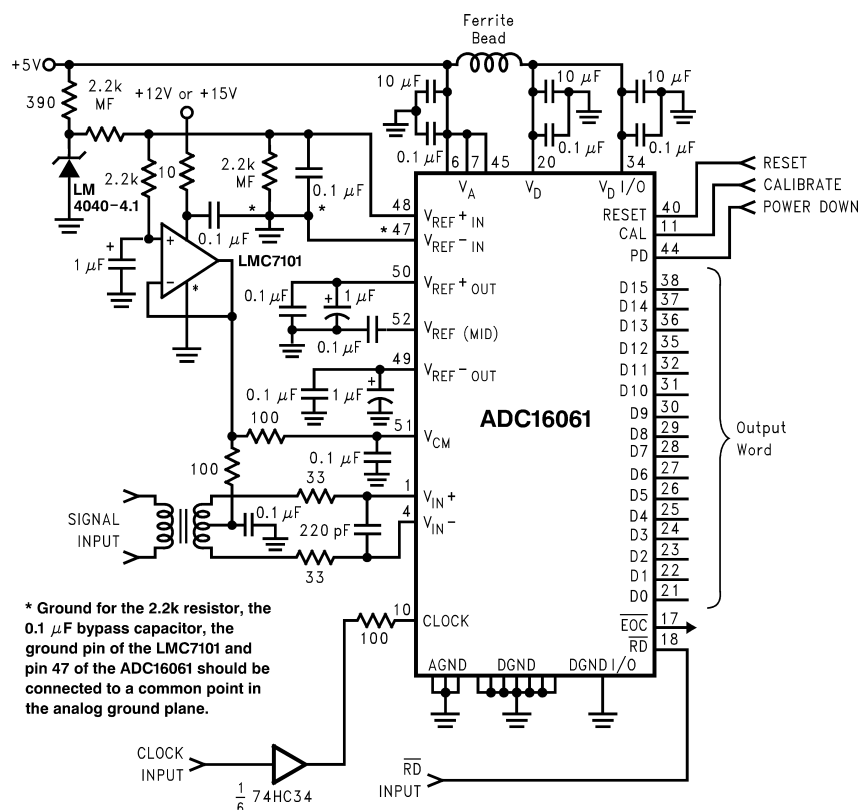 Ferrite
Bead
+5V
390
2.2k
MF
+12V or +15V
10 µF
10 µF
10 µF
0.1 µF
0.1 µF
0.1 µF
LM
4040-4.1
2.2k
10
2.2k
MF
0.1 µF
0.1 µF
*
*
6
7
45
20
34
V_A
V_D
V_D I/O
RESET
CALIBRATE
POWER DOWN
48
V_REF+ IN
* 47
V_REF− IN
RESET
40
CAL
11
PD
44
1 µF
+
+
−
*
LMC7101
50
V_REF+ OUT
0.1 µF
+
1 µF
52
V_REF (MID)
0.1 µF
49
V_REF− OUT
0.1 µF
1 µF
+
ADC16061
D15 38
D14 37
D13 36
D12 35
D11 32
D10 31
D9 30
D8 29
D7 28
D6 27
D5 26
D4 25
D3 24
D2 23
D1 22
D0 21
Output
Word
100
51
V_CM
0.1 µF
100
33
1
V_IN+
SIGNAL
INPUT
0.1 µF
220 pF
4
V_IN−
33
* Ground for the 2.2k resistor, the
0.1 µF bypass capacitor, the
ground pin of the LMC7101 and
pin 47 of the ADC16061 should be
connected to a common point in
the analog ground plane.
10
CLOCK
100
EOC 17
RD 18
AGND
DGND
DGND I/O
CLOCK
INPUT
1/6 74HC34
RD
INPUT